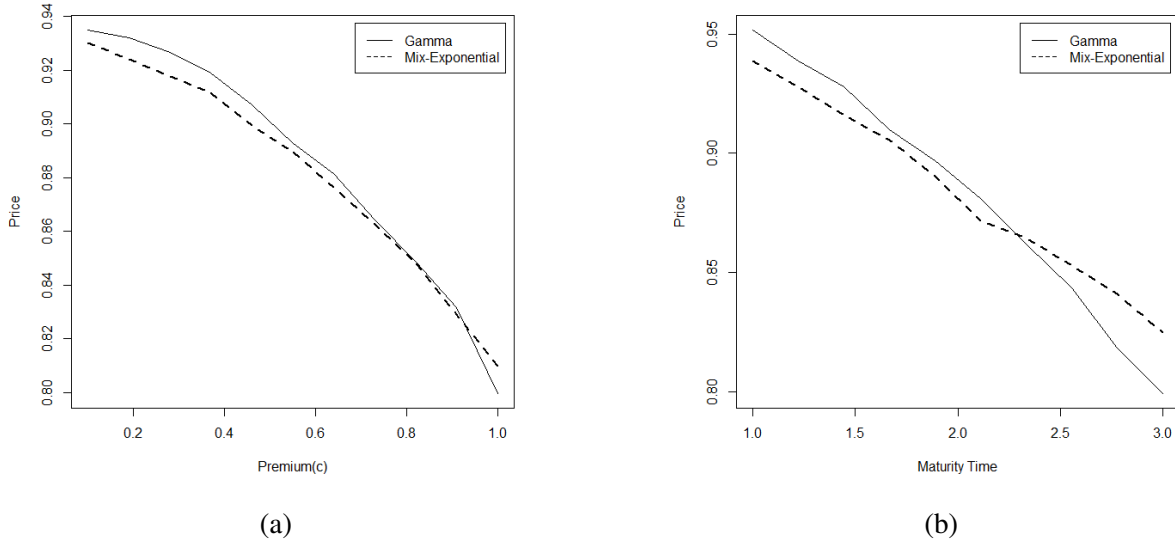 0.94
0.92
0.90
0.88
0.86
0.84
0.82
0.80
Price
Gamma
Mix-Exponential
0.2
0.4
0.6
0.8
1.0
Premium(c)
(a)
0.95
0.90
0.85
0.80
Price
Gamma
Mix-Exponential
1.0
1.5
2.0
2.5
3.0
Maturity Time
(b)